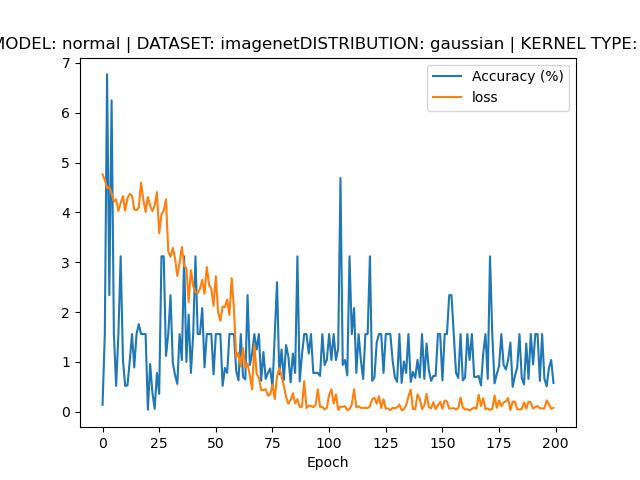 MODEL: normal | DATASET: imagenetDISTRIBUTION: gaussian | KERNEL TYPE:
Accuracy (%)
loss
7
6
5
4
3
2
1
0
0 25 50 75 100 125 150 175 200
Epoch